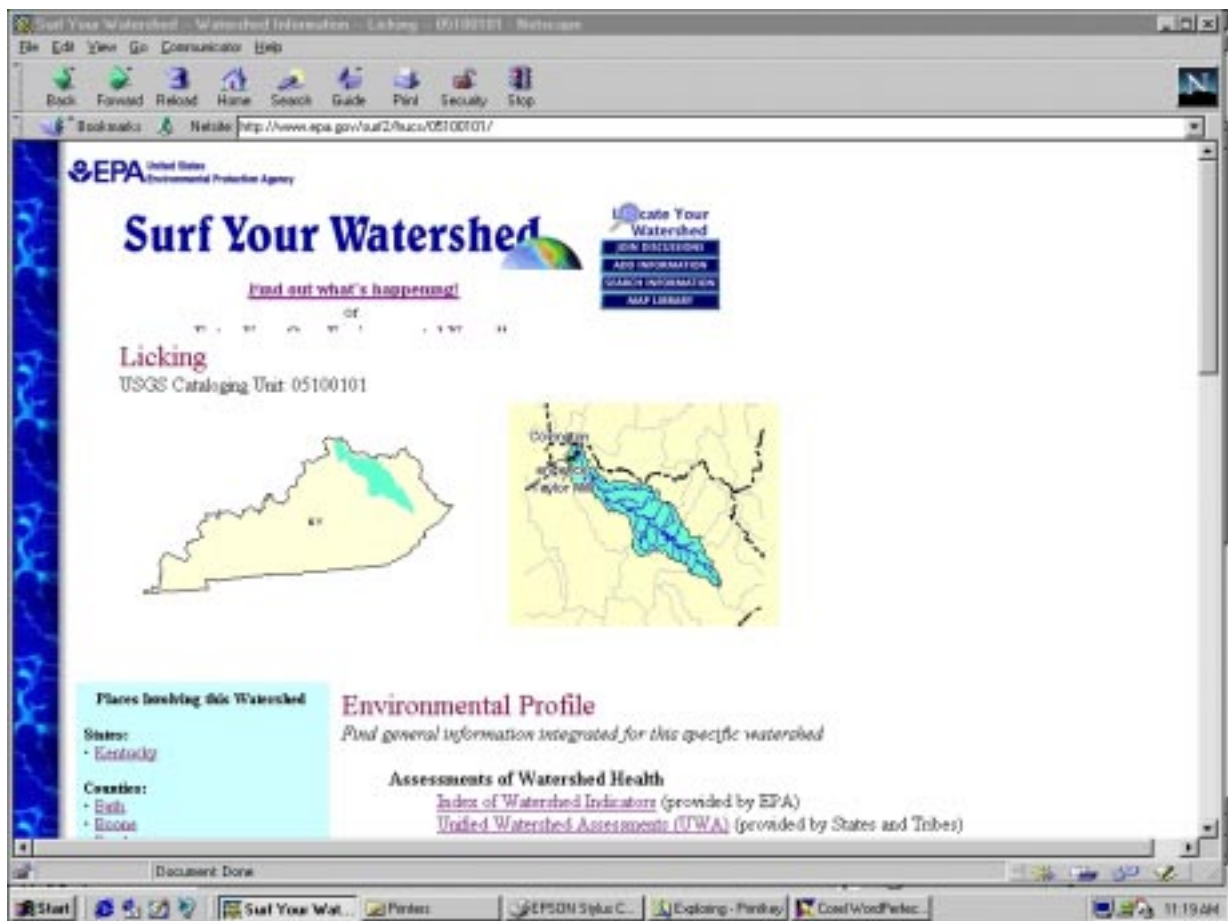 Surf Your Watershed -- Watershed Information -- Licking -- 05100101 - Netscape
File Edit View Go Communicator Help
Back Forward Reload Home Search Guide Print Security Stop
N
Bookmarks Netsite: http://www.epa.gov/surf2/hucs/05100101/
EPA United States
Environmental Protection Agency
Surf Your Watershed
Locate Your
Watershed
JOIN DISCUSSIONS
ADD INFORMATION
SEARCH INFORMATION
MAP LIBRARY
Find out what's happening!
or
Licking
USGS Cataloging Unit: 05100101
KY
Covington
Taylor Mill
Places Involving this Watershed
States:
• Kentucky
Counties:
• Bath
• Boone
Environmental Profile
Find general information integrated for this specific watershed
Assessments of Watershed Health
Index of Watershed Indicators (provided by EPA)
Unified Watershed Assessments (UWA) (provided by States and Tribes)
Document: Done
Start Surf Your Wat... Printers EPSON Stylus C... Exploring - Printkey Corel WordPerfec... 11:19 AM